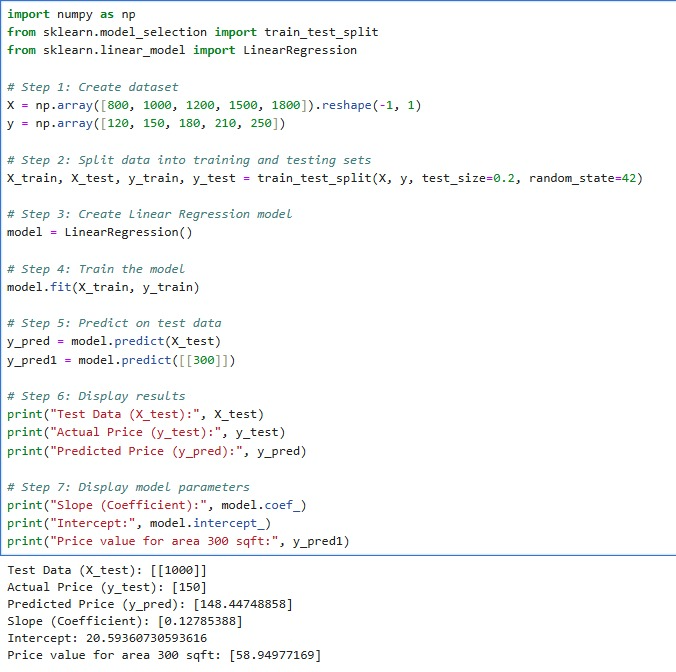 import numpy as np
from sklearn.model_selection import train_test_split
from sklearn.linear_model import LinearRegression
# Step 1: Create dataset
X = np.array([800, 1000, 1200, 1500, 1800]).reshape(-1, 1)
y = np.array([120, 150, 180, 210, 250])
# Step 2: Split data into training and testing sets
X_train, X_test, y_train, y_test = train_test_split(X, y, test_size=0.2, random_state=42)
# Step 3: Create Linear Regression model
model = LinearRegression()
# Step 4: Train the model
model.fit(X_train, y_train)
# Step 5: Predict on test data
y_pred = model.predict(X_test)
y_pred1 = model.predict([[300]])
# Step 6: Display results
print("Test Data (X_test):", X_test)
print("Actual Price (y_test):", y_test)
print("Predicted Price (y_pred):", y_pred)
# Step 7: Display model parameters
print("Slope (Coefficient):", model.coef_)
print("Intercept:", model.intercept_)
print("Price value for area 300 sqft:", y_pred1)
Test Data (X_test): [[1000]]
Actual Price (y_test): [150]
Predicted Price (y_pred): [148.44748858]
Slope (Coefficient): [0.12785388]
Intercept: 20.59360730593616
Price value for area 300 sqft: [58.94977169]